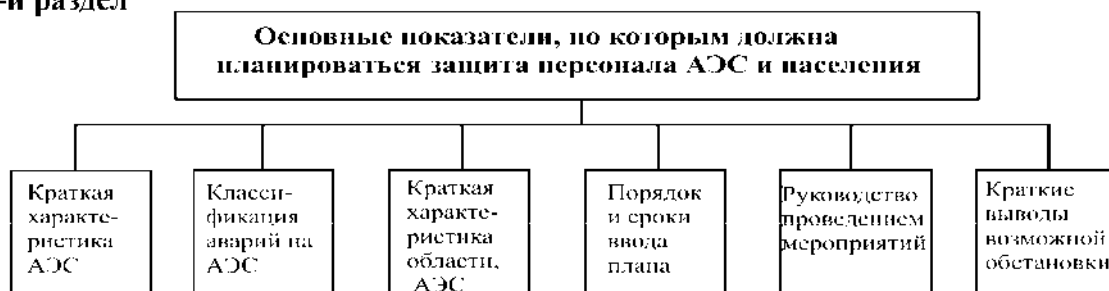 -й раздел
Основные показатели, по которым должна
планироваться защита персонала АЭС и населения
Краткая
характе-
ристика
АЭС
Класси-
фикация
аварий на
АЭС
Краткая
характе-
ристика
области,
АЭС
Порядок
и сроки
ввода
плана
Руководство
проведением
мероприятий
Краткие
выводы
возможной
обстановки